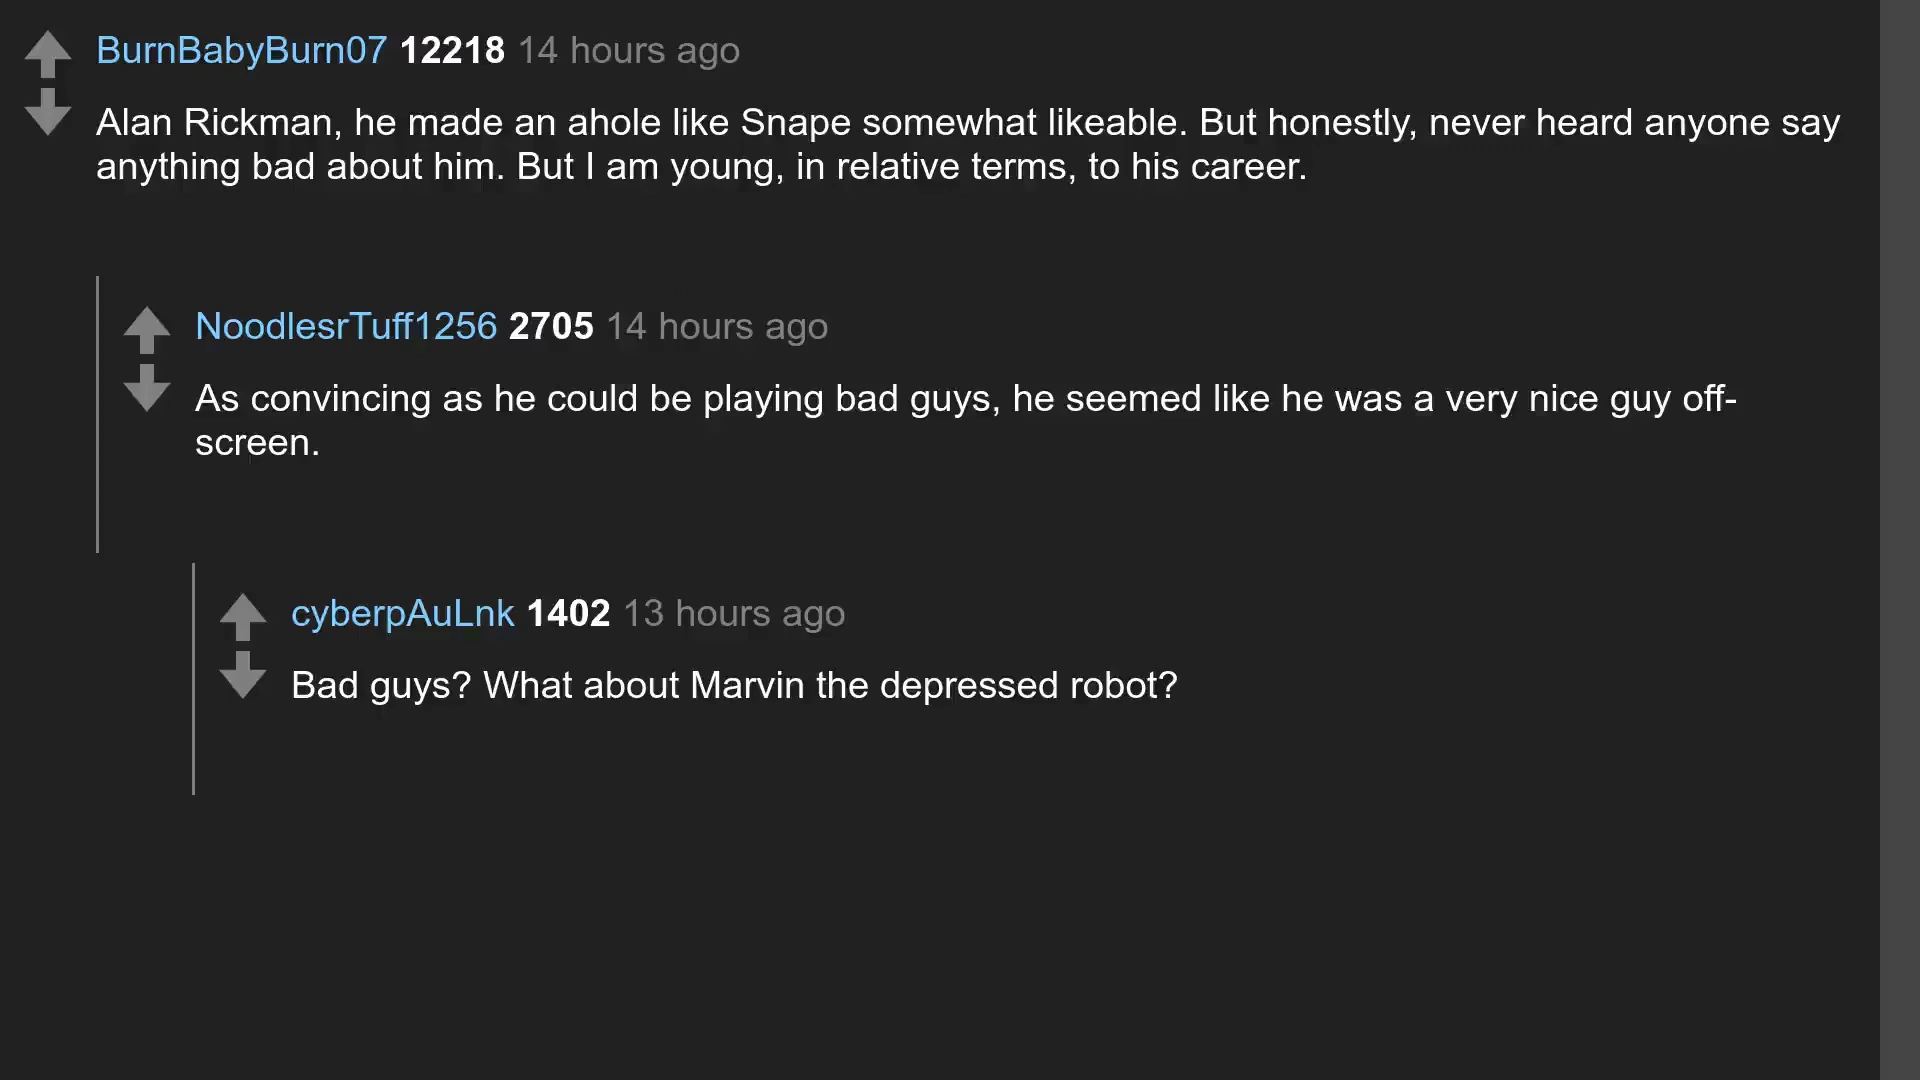 BurnBabyBurn07 12218 14 hours ago
Alan Rickman, he made an ahole like Snape somewhat likeable. But honestly, never heard anyone say
anything bad about him. But I am young, in relative terms, to his career.
NoodlesrTuff1256 2705 14 hours ago
As convincing as he could be playing bad guys, he seemed like he was a very nice guy off-
screen.
cyberpAuLnk 1402 13 hours ago
Bad guys? What about Marvin the depressed robot?